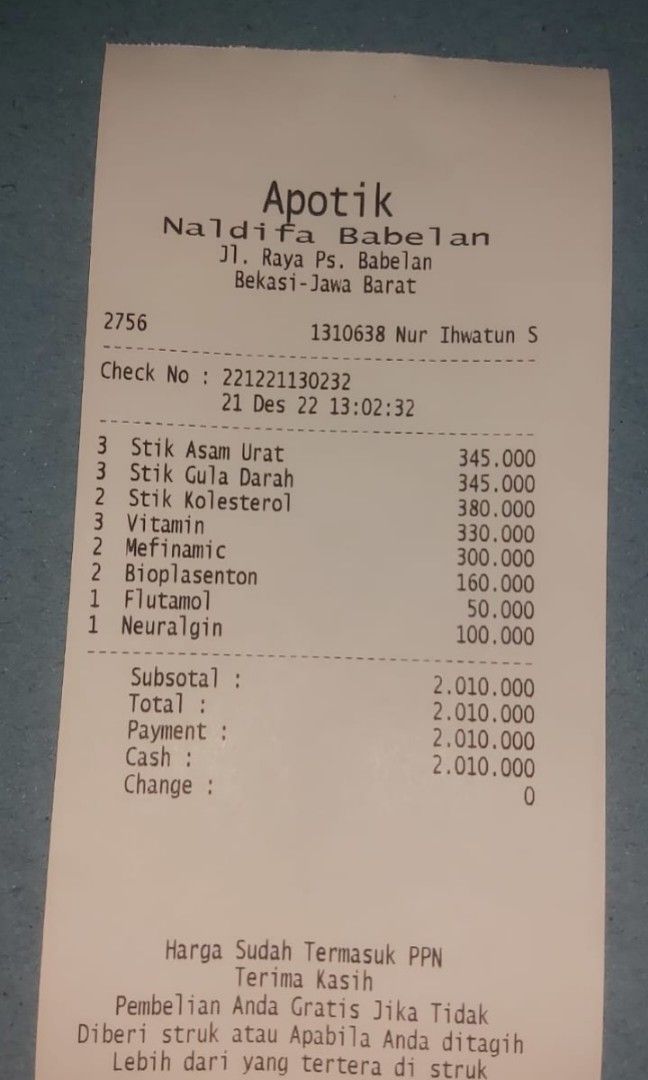 Apotik
Naldifa Babelan
Jl. Raya Ps. Babelan
Bekasi-Jawa Barat
2756 1310638 Nur Ihwatun S
Check No : 221221130232
21 Des 22 13:02:32
3 Stik Asam Urat 345.000
3 Stik Gula Darah 345.000
2 Stik Kolesterol 380.000
3 Vitamin 330.000
2 Mefinamic 300.000
2 Bioplasenton 160.000
1 Flutamol 50.000
1 Neuralgin 100.000
Subsotal : 2.010.000
Total : 2.010.000
Payment : 2.010.000
Cash : 2.010.000
Change : 0
Harga Sudah Termasuk PPN
Terima Kasih
Pembelian Anda Gratis Jika Tidak
Diberi struk atau Apabila Anda ditagih
Lebih dari yang tertera di struk